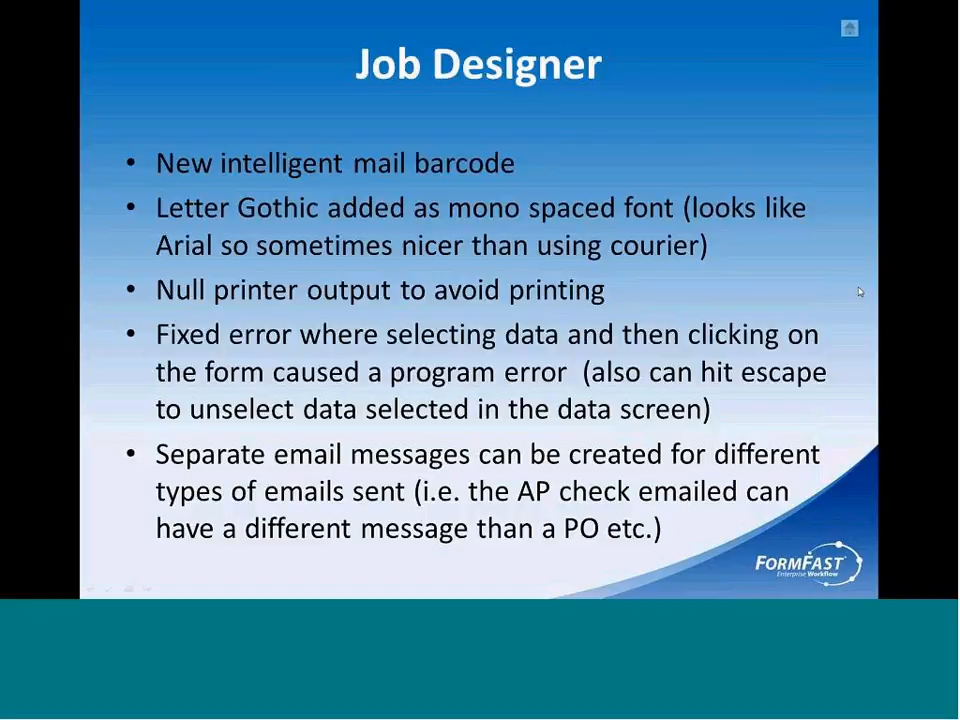 Job Designer
• New intelligent mail barcode
• Letter Gothic added as mono spaced font (looks like
Arial so sometimes nicer than using courier)
• Null printer output to avoid printing
• Fixed error where selecting data and then clicking on
the form caused a program error  (also can hit escape
to unselect data selected in the data screen)
• Separate email messages can be created for different
types of emails sent (i.e. the AP check emailed can
have a different message than a PO etc.)
FORMFAST
Enterprise Workflow